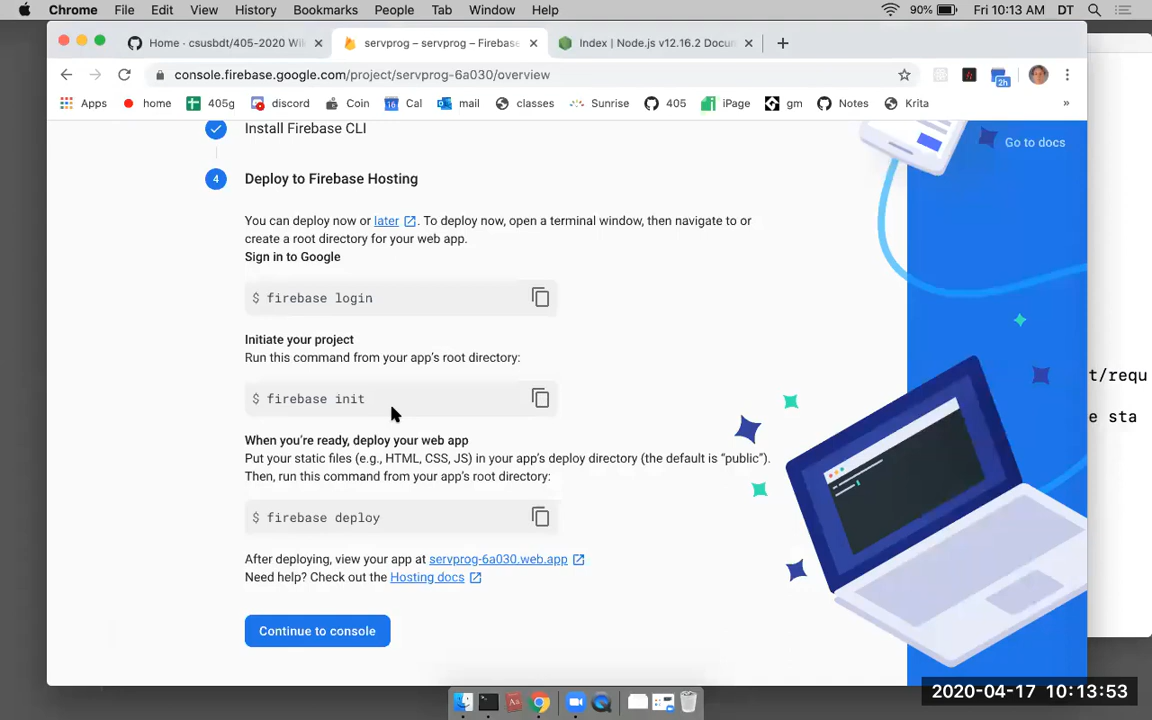 Chrome File Edit View History Bookmarks People Tab Window Help 90% Fri 10:13 AM DT
Home · csusbdt/405-2020 Wi
servprog – servprog – Firebase
Index | Node.js v12.16.2 Docum
console.firebase.google.com/project/servprog-6a030/overview
Apps home 405g discord Coin Cal mail classes Sunrise 405 iPage gm Notes Krita »
2h
16
Install Firebase CLI
Go to docs
4 Deploy to Firebase Hosting
You can deploy now or later . To deploy now, open a terminal window, then navigate to or
create a root directory for your web app.
Sign in to Google
$ firebase login
Initiate your project
Run this command from your app's root directory:
$ firebase init
When you're ready, deploy your web app
Put your static files (e.g., HTML, CSS, JS) in your app's deploy directory (the default is "public").
Then, run this command from your app's root directory:
$ firebase deploy
After deploying, view your app at servprog-6a030.web.app
Need help? Check out the Hosting docs
Continue to console
t/requ
e sta
2020-04-17 10:13:53